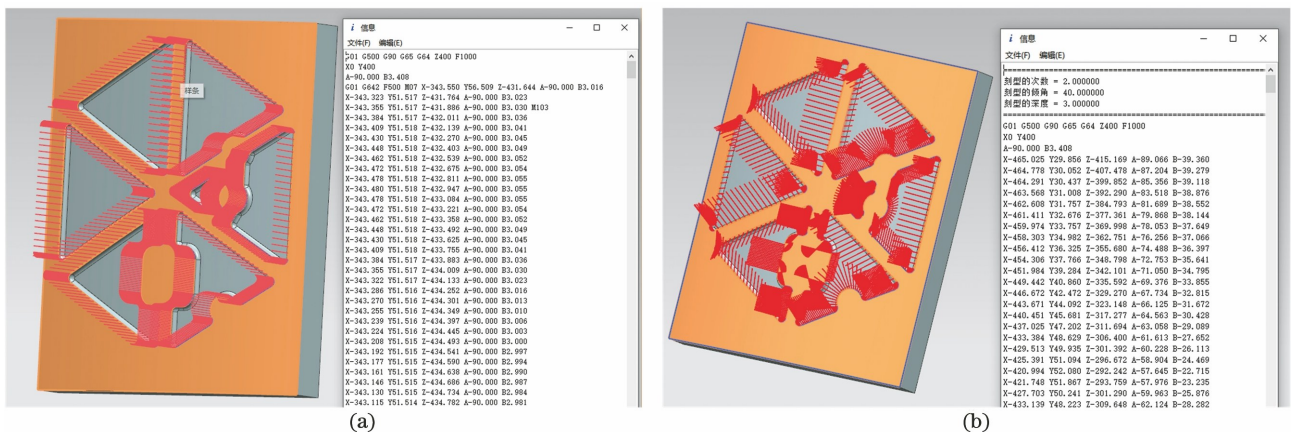 信息
文件(F) 编辑(E)
G01 G500 G90 G65 G64 Z400 F1000
X0 Y400
A-90.000 B3.408
G01 G642 F500 M07 X-343.550 Y56.509 Z-431.644 A-90.000 B3.016
X-343.323 Y51.517 Z-431.764 A-90.000 B3.023
X-343.355 Y51.517 Z-431.886 A-90.000 B3.030 M103
X-343.384 Y51.517 Z-432.011 A-90.000 B3.036
X-343.409 Y51.518 Z-432.139 A-90.000 B3.041
X-343.430 Y51.518 Z-432.270 A-90.000 B3.045
X-343.448 Y51.518 Z-432.403 A-90.000 B3.049
X-343.462 Y51.518 Z-432.539 A-90.000 B3.052
X-343.472 Y51.518 Z-432.675 A-90.000 B3.054
X-343.478 Y51.518 Z-432.811 A-90.000 B3.055
X-343.480 Y51.518 Z-432.947 A-90.000 B3.055
X-343.478 Y51.518 Z-433.084 A-90.000 B3.055
X-343.472 Y51.518 Z-433.221 A-90.000 B3.054
X-343.462 Y51.518 Z-433.358 A-90.000 B3.052
X-343.448 Y51.518 Z-433.492 A-90.000 B3.049
X-343.430 Y51.518 Z-433.625 A-90.000 B3.045
X-343.409 Y51.518 Z-433.755 A-90.000 B3.041
X-343.384 Y51.517 Z-433.883 A-90.000 B3.036
X-343.355 Y51.517 Z-434.009 A-90.000 B3.030
X-343.322 Y51.517 Z-434.133 A-90.000 B3.023
X-343.286 Y51.516 Z-434.252 A-90.000 B3.016
X-343.270 Y51.516 Z-434.301 A-90.000 B3.013
X-343.255 Y51.516 Z-434.349 A-90.000 B3.010
X-343.239 Y51.516 Z-434.397 A-90.000 B3.006
X-343.224 Y51.516 Z-434.445 A-90.000 B3.003
X-343.208 Y51.515 Z-434.493 A-90.000 B3.000
X-343.192 Y51.515 Z-434.541 A-90.000 B2.997
X-343.177 Y51.515 Z-434.590 A-90.000 B2.994
X-343.161 Y51.515 Z-434.638 A-90.000 B2.990
X-343.146 Y51.515 Z-434.686 A-90.000 B2.987
X-343.130 Y51.515 Z-434.734 A-90.000 B2.984
X-343.115 Y51.514 Z-434.782 A-90.000 B2.981
样条
(a)
信息
文件(F) 编辑(E)
刻型的次数 = 2.000000
刻型的倾角 = 40.000000
刻型的深度 = 3.000000
G01 G500 G90 G65 G64 Z400 F1000
X0 Y400
A-90.000 B3.408
X-465.025 Y29.856 Z-415.169 A-89.066 B-39.360
X-464.778 Y30.052 Z-407.478 A-87.204 B-39.279
X-464.291 Y30.437 Z-399.852 A-85.356 B-39.118
X-463.568 Y31.008 Z-392.290 A-83.518 B-38.876
X-462.608 Y31.757 Z-384.793 A-81.689 B-38.552
X-461.411 Y32.676 Z-377.361 A-79.868 B-38.144
X-459.974 Y33.757 Z-369.998 A-78.053 B-37.649
X-458.303 Y34.982 Z-362.751 A-76.256 B-37.066
X-456.412 Y36.325 Z-355.680 A-74.488 B-36.397
X-454.306 Y37.766 Z-348.798 A-72.753 B-35.641
X-451.984 Y39.284 Z-342.101 A-71.050 B-34.795
X-449.442 Y40.860 Z-335.592 A-69.376 B-33.855
X-446.672 Y42.472 Z-329.270 A-67.734 B-32.815
X-443.671 Y44.092 Z-323.148 A-66.125 B-31.672
X-440.451 Y45.681 Z-317.277 A-64.563 B-30.428
X-437.025 Y47.202 Z-311.694 A-63.058 B-29.089
X-433.384 Y48.629 Z-306.400 A-61.613 B-27.652
X-429.513 Y49.935 Z-301.392 A-60.228 B-26.113
X-425.391 Y51.094 Z-296.672 A-58.904 B-24.469
X-420.994 Y52.080 Z-292.242 A-57.645 B-22.715
X-421.748 Y51.867 Z-293.759 A-57.976 B-23.235
X-427.703 Y50.241 Z-301.290 A-59.963 B-25.876
X-433.139 Y48.223 Z-309.648 A-62.124 B-28.282
(b)